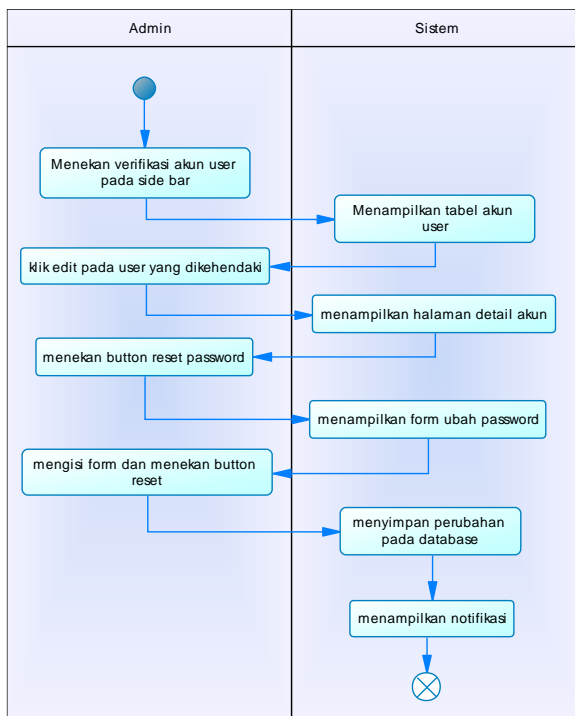 Admin
Sistem
Menekan verifikasi akun user
pada side bar
Menampilkan tabel akun
user
klik edit pada user yang dikehendaki
menampilkan halaman detail akun
menekan button reset password
menampilkan form ubah password
mengisi form dan menekan button
reset
menyimpan perubahan
pada database
menampilkan notifikasi